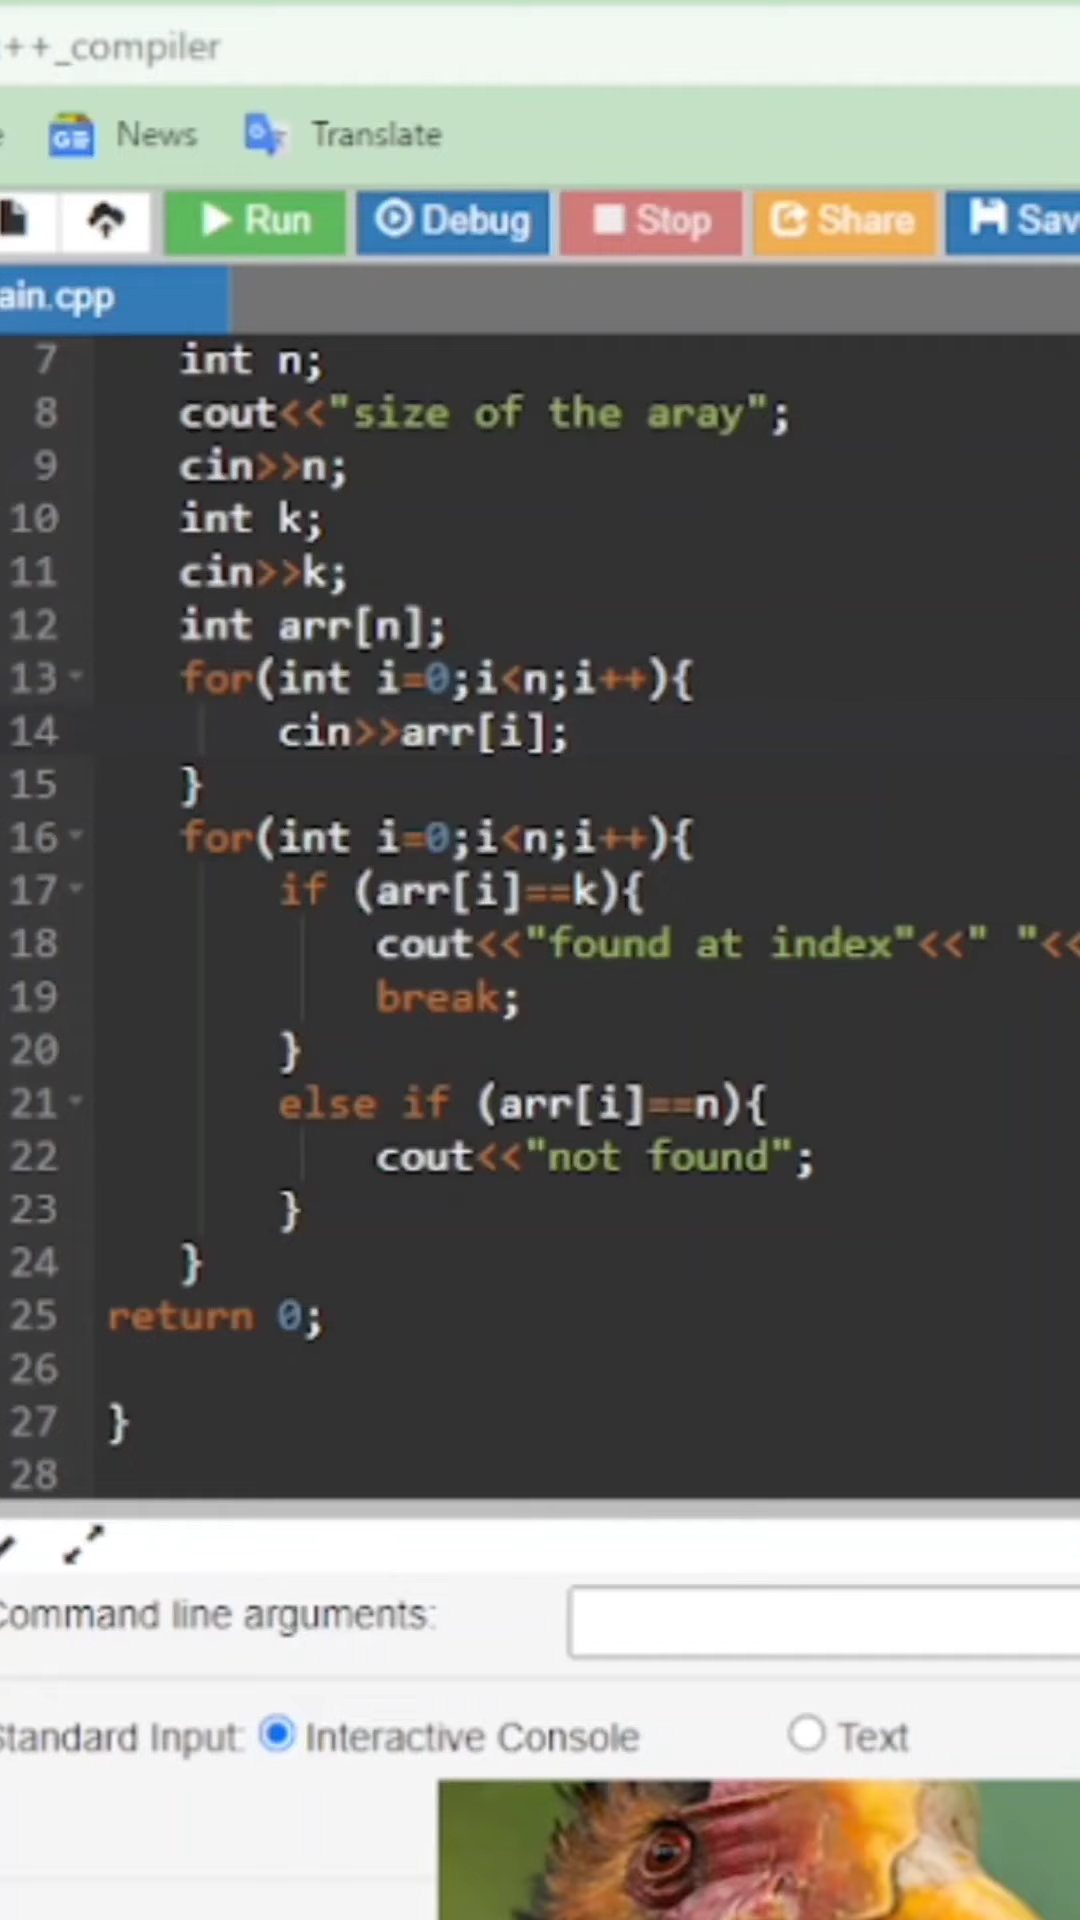 ++_compiler
News Translate
Run Debug Stop Share Sav
ain.cpp
7 int n;
8 cout<<"size of the aray";
9 cin>>n;
10 int k;
11 cin>>k;
12 int arr[n];
13 for(int i=0;i<n;i++){
14 cin>>arr[i];
15 }
16 for(int i=0;i<n;i++){
17 if (arr[i]==k){
18 cout<<"found at index"<<" "<<
19 break;
20 }
21 else if (arr[i]==n){
22 cout<<"not found";
23 }
24 }
25 return 0;
26
27 }
28
Command line arguments:
Standard Input: Interactive Console Text